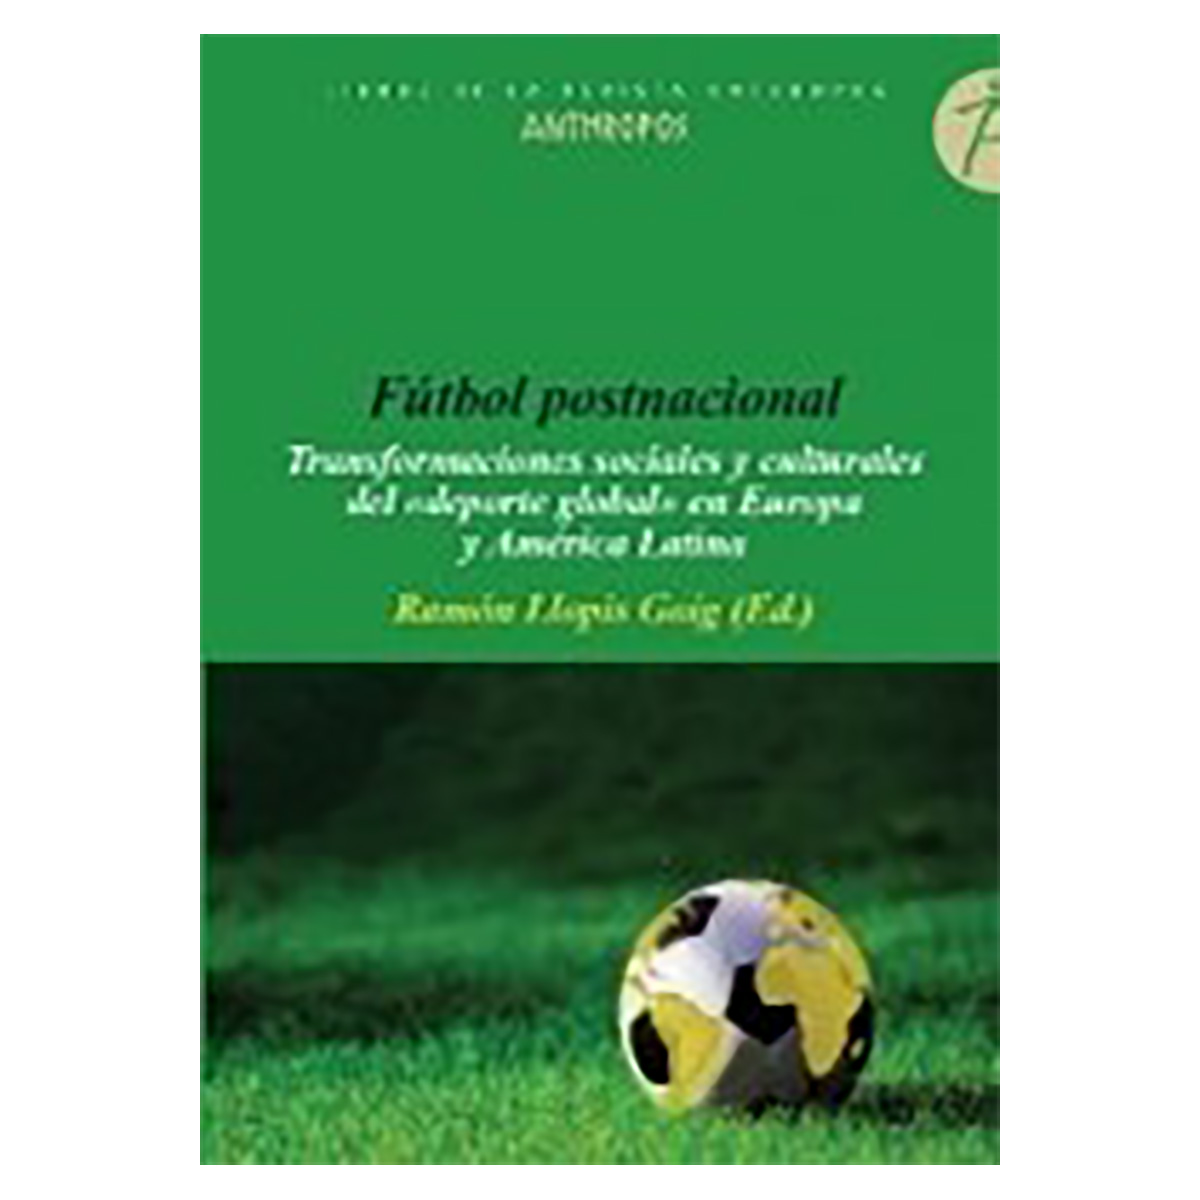 ANTHROPOS
Fútbol postnacional
Transformaciones sociales y culturales
del «deporte global» en Europa
y América Latina
Ramón Llopis Goig (Ed.)